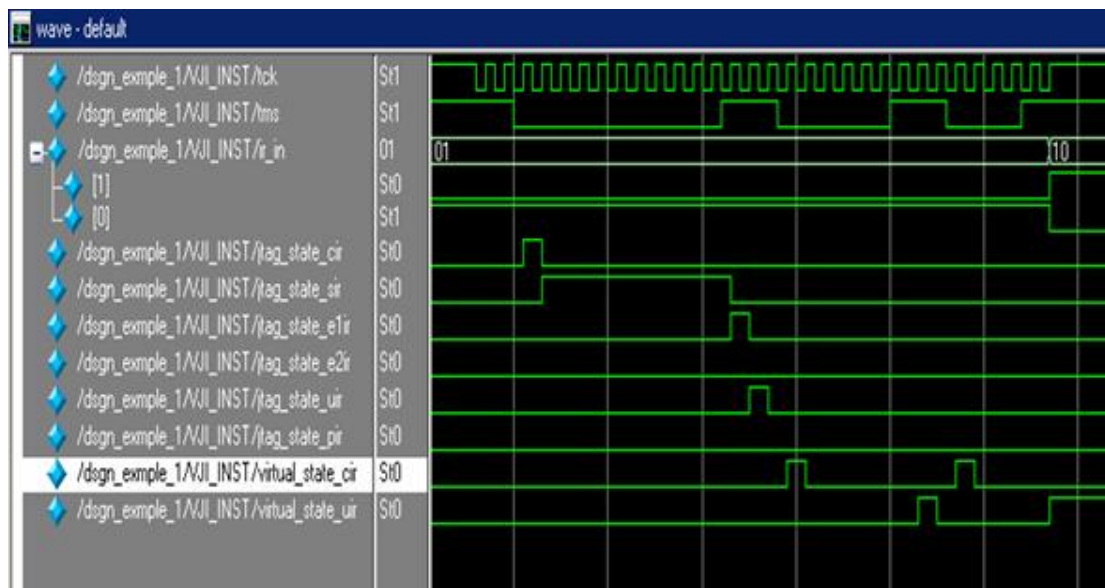 wave - default
/dsgn_exmple_1/VJI_INST/tck St1
/dsgn_exmple_1/VJI_INST/tms St1
/dsgn_exmple_1/VJI_INST/ir_in 01 01 10
[1] St0
[0] St1
/dsgn_exmple_1/VJI_INST/jtag_state_cir St0
/dsgn_exmple_1/VJI_INST/jtag_state_sir St0
/dsgn_exmple_1/VJI_INST/jtag_state_e1ir St0
/dsgn_exmple_1/VJI_INST/jtag_state_e2ir St0
/dsgn_exmple_1/VJI_INST/jtag_state_uir St0
/dsgn_exmple_1/VJI_INST/jtag_state_pir St0
/dsgn_exmple_1/VJI_INST/virtual_state_cir St0
/dsgn_exmple_1/VJI_INST/virtual_state_uir St0